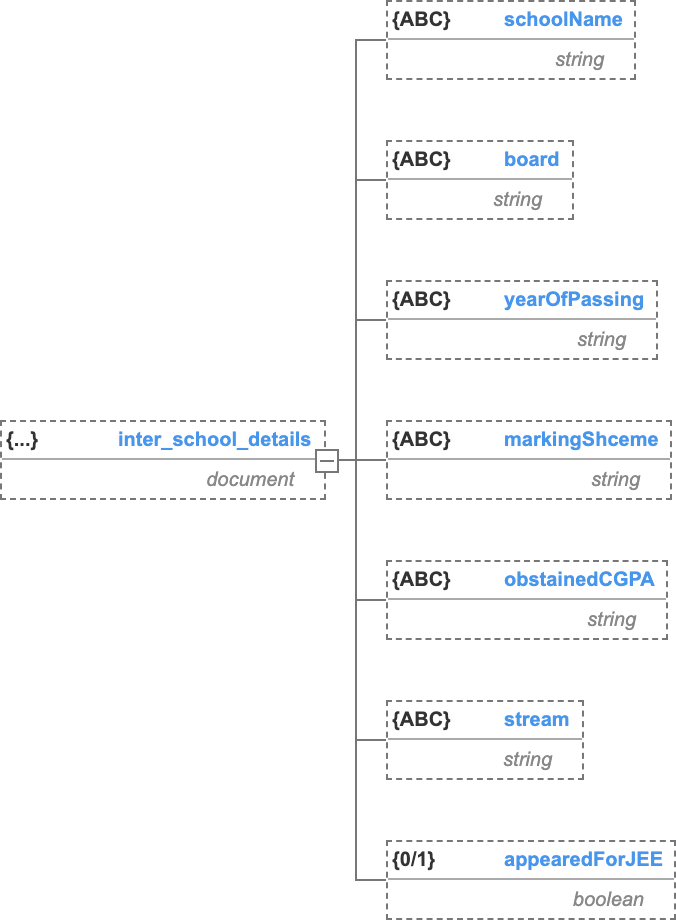 {ABC} schoolName
string
{ABC} board
string
{ABC} yearOfPassing
string
{...} inter_school_details
document
{ABC} markingShceme
string
{ABC} obstainedCGPA
string
{ABC} stream
string
{0/1} appearedForJEE
boolean